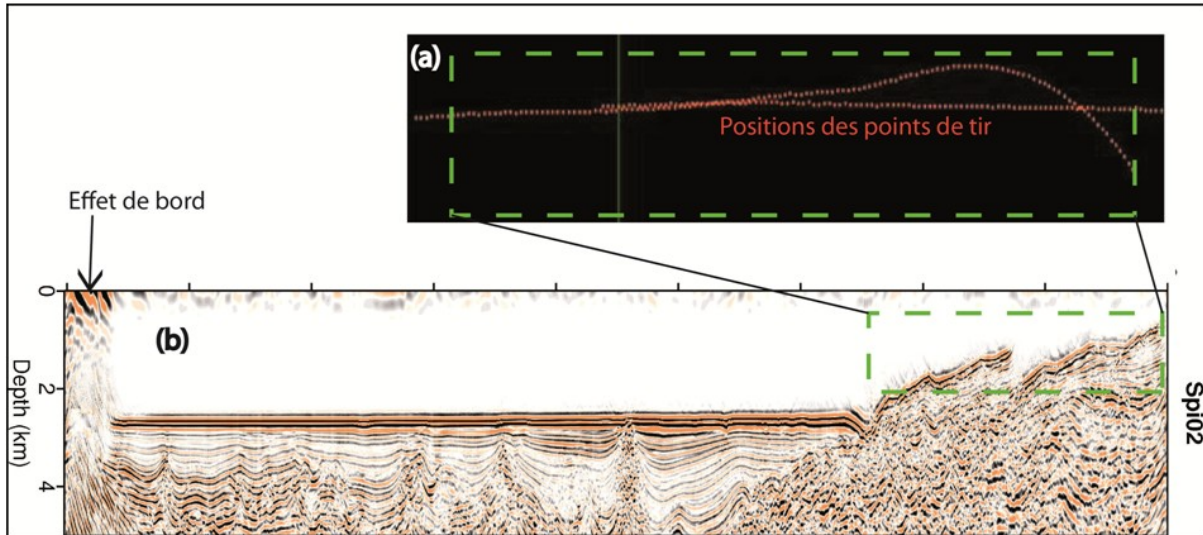 (a)
Positions des points de tir
Effet de bord
0
(b)
2
Depth (km)
4
Spi02